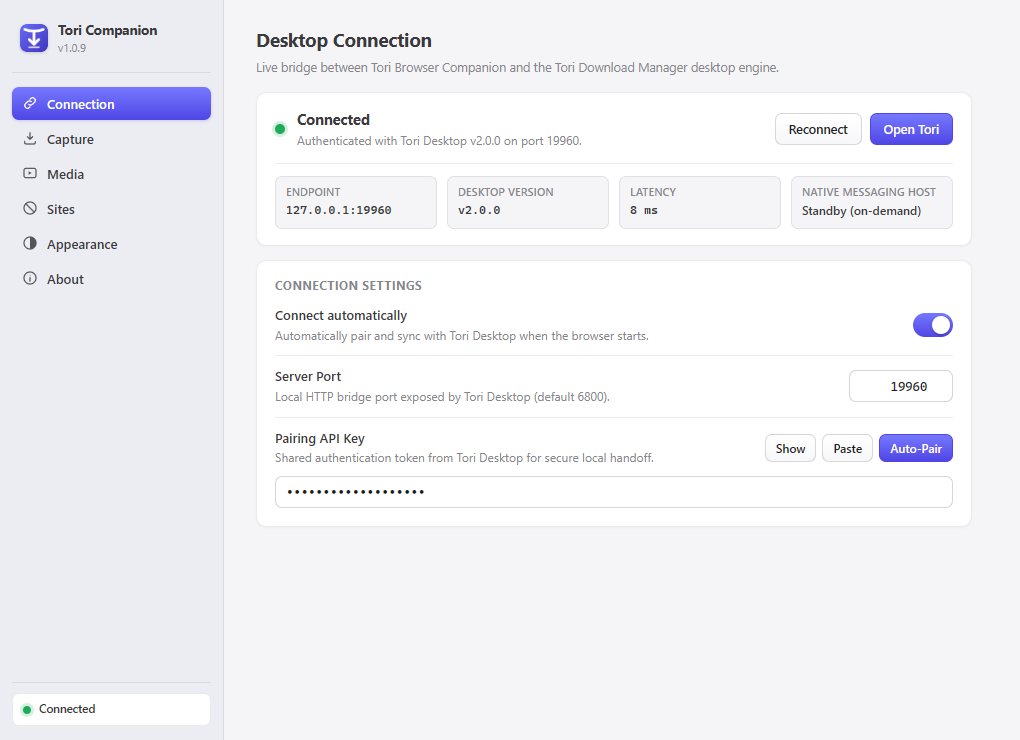 Tori Companion
v1.0.9
Connection
Capture
Media
Sites
Appearance
About
Connected
Desktop Connection
Live bridge between Tori Browser Companion and the Tori Download Manager desktop engine.
Connected
Authenticated with Tori Desktop v2.0.0 on port 19960.
Reconnect
Open Tori
ENDPOINT
127.0.0.1:19960
DESKTOP VERSION
v2.0.0
LATENCY
8 ms
NATIVE MESSAGING HOST
Standby (on-demand)
CONNECTION SETTINGS
Connect automatically
Automatically pair and sync with Tori Desktop when the browser starts.
Server Port
Local HTTP bridge port exposed by Tori Desktop (default 6800).
19960
Pairing API Key
Shared authentication token from Tori Desktop for secure local handoff.
Show
Paste
Auto-Pair
•••••••••••••••••••